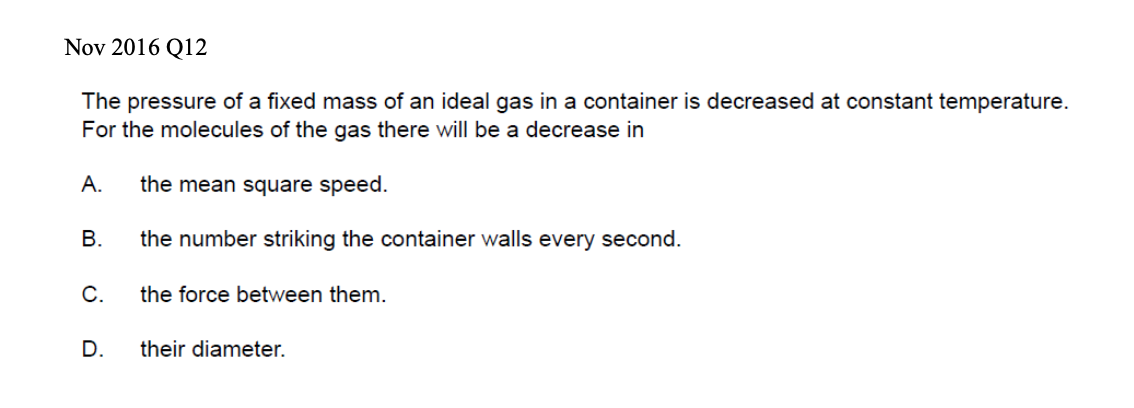 Nov 2016 Q12
The pressure of a fixed mass of an ideal gas in a container is decreased at constant temperature.
For the molecules of the gas there will be a decrease in
A. the mean square speed.
B. the number striking the container walls every second.
C. the force between them.
D. their diameter.